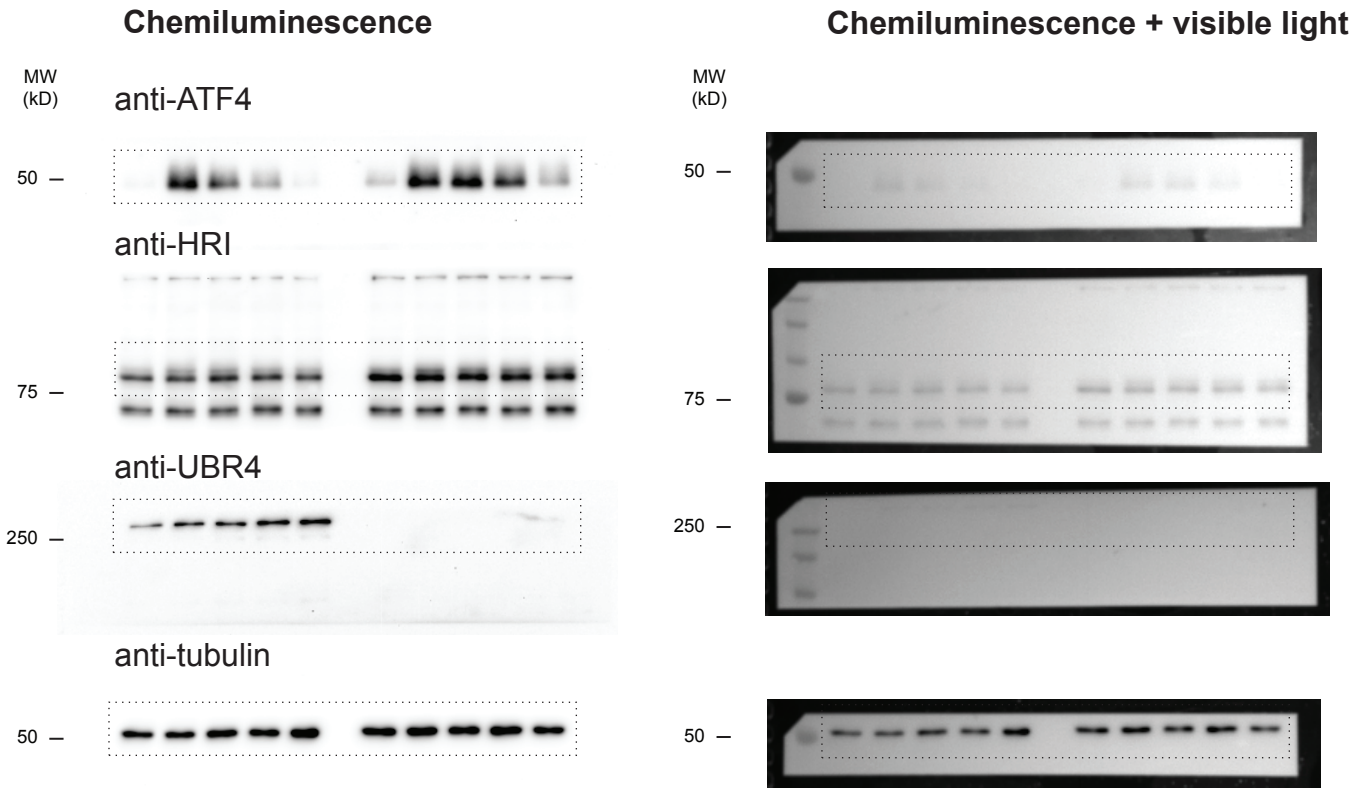 Chemiluminescence
MW
(kD)
anti-ATF4
50 –
anti-HRI
75 –
anti-UBR4
250 –
anti-tubulin
50 –
Chemiluminescence + visible light
MW
(kD)
50 –
75 –
250 –
50 –